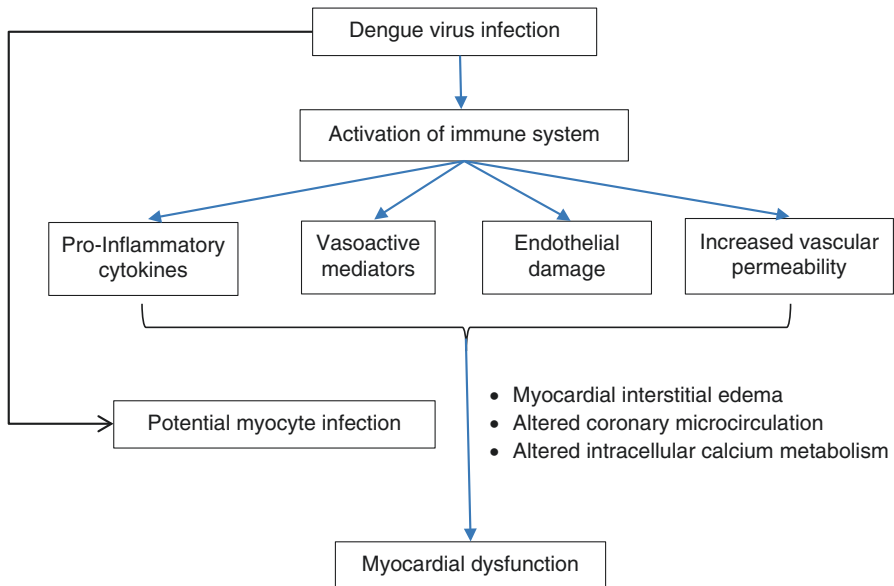 Dengue virus infection
Activation of immune system
Pro-Inflammatory
cytokines
Vasoactive
mediators
Endothelial
damage
Increased vascular
permeability
• Myocardial interstitial edema
• Altered coronary microcirculation
• Altered intracellular calcium metabolism
Potential myocyte infection
Myocardial dysfunction